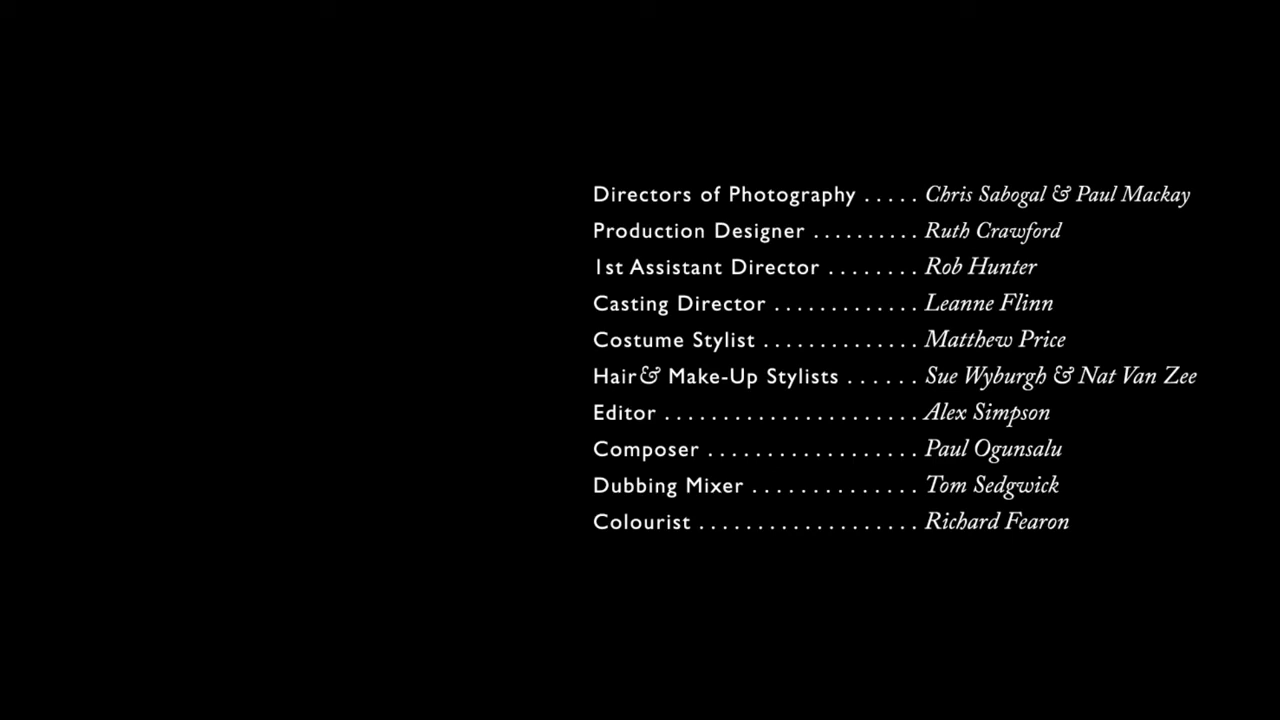 Directors of Photography ..... Chris Sabogal & Paul Mackay
Production Designer .......... Ruth Crawford
1st Assistant Director ........ Rob Hunter
Casting Director ............. Leanne Flinn
Costume Stylist .............. Matthew Price
Hair & Make-Up Stylists ...... Sue Wyburgh & Nat Van Zee
Editor ...................... Alex Simpson
Composer .................. Paul Ogunsalu
Dubbing Mixer .............. Tom Sedgwick
Colourist ................... Richard Fearon